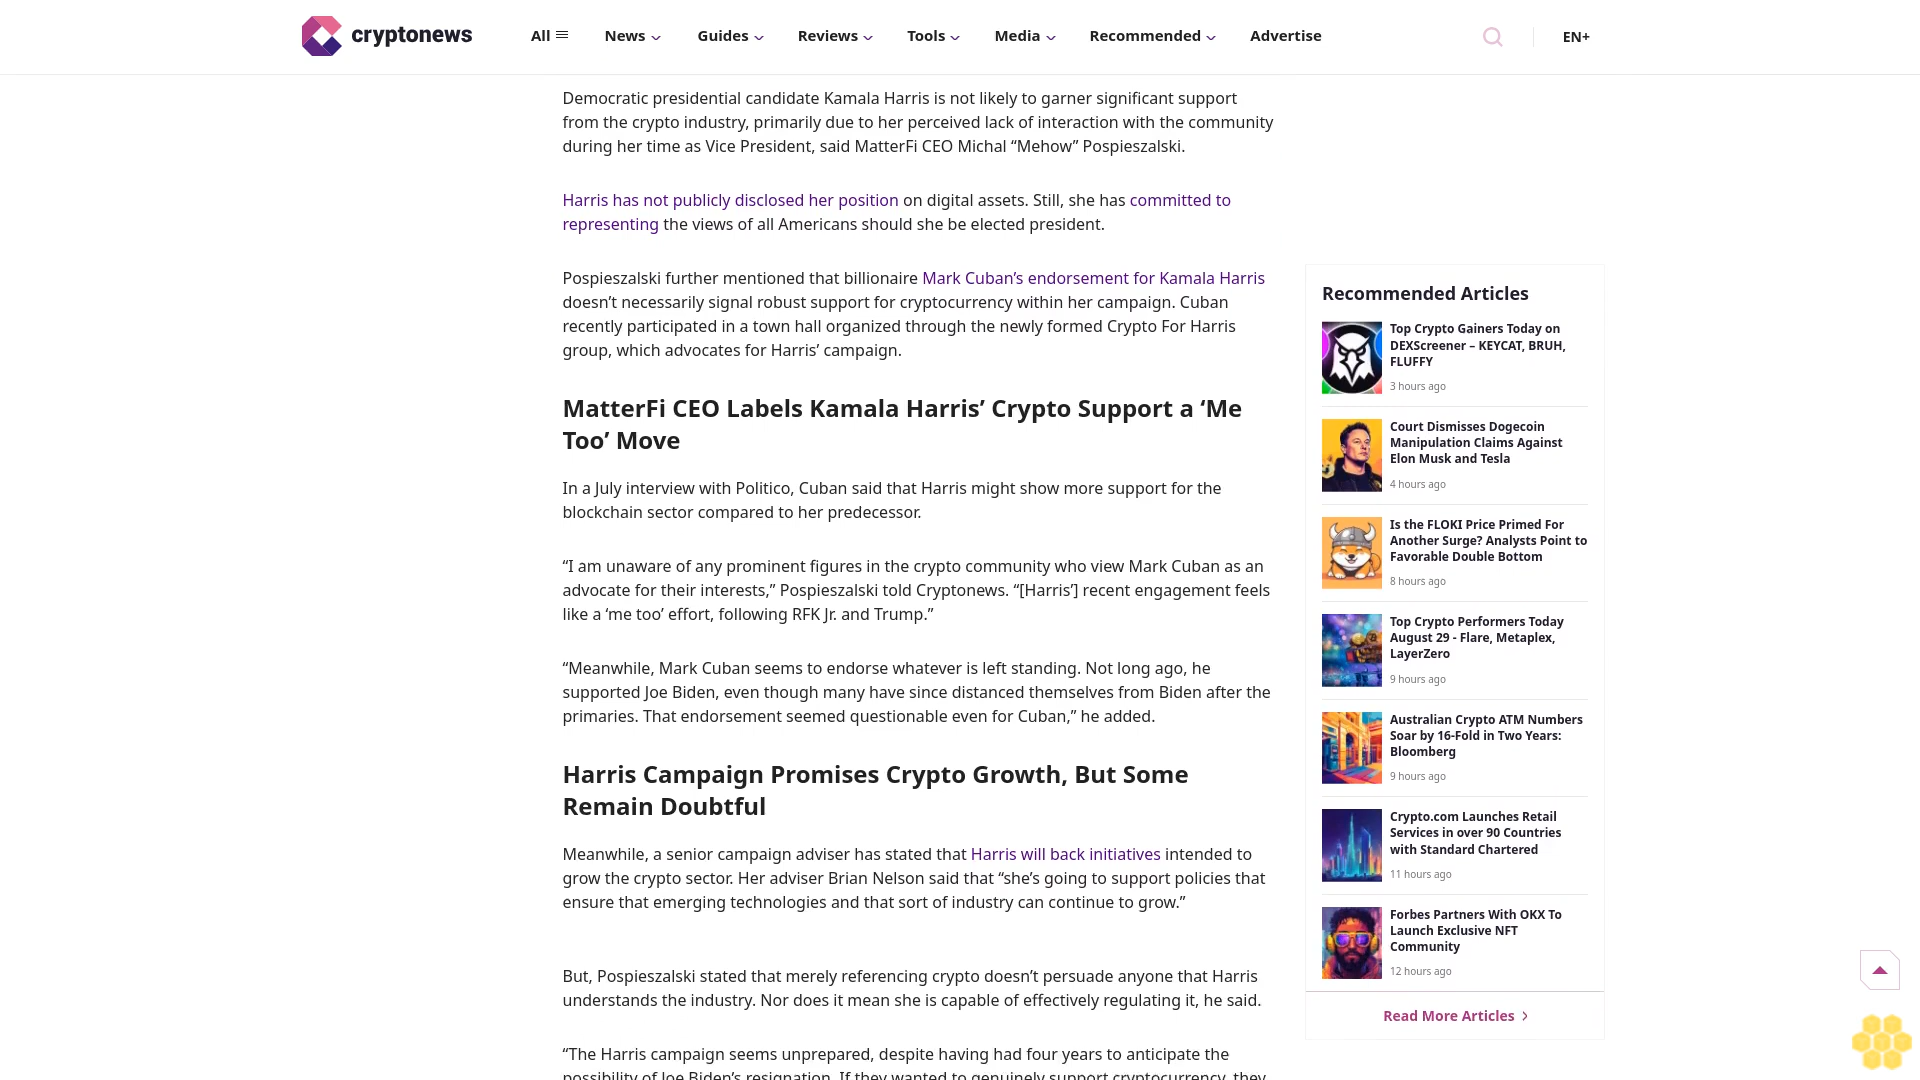 cryptonews
All
News
Guides
Reviews
Tools
Media
Recommended
Advertise
EN+
Democratic presidential candidate Kamala Harris is not likely to garner significant support
from the crypto industry, primarily due to her perceived lack of interaction with the community
during her time as Vice President, said MatterFi CEO Michal “Mehow” Pospieszalski.
Harris has not publicly disclosed her position on digital assets. Still, she has committed to
representing the views of all Americans should she be elected president.
Pospieszalski further mentioned that billionaire Mark Cuban’s endorsement for Kamala Harris
doesn’t necessarily signal robust support for cryptocurrency within her campaign. Cuban
recently participated in a town hall organized through the newly formed Crypto For Harris
group, which advocates for Harris’ campaign.
MatterFi CEO Labels Kamala Harris’ Crypto Support a ‘Me
Too’ Move
In a July interview with Politico, Cuban said that Harris might show more support for the
blockchain sector compared to her predecessor.
“I am unaware of any prominent figures in the crypto community who view Mark Cuban as an
advocate for their interests,” Pospieszalski told Cryptonews. “[Harris’] recent engagement feels
like a ‘me too’ effort, following RFK Jr. and Trump.”
“Meanwhile, Mark Cuban seems to endorse whatever is left standing. Not long ago, he
supported Joe Biden, even though many have since distanced themselves from Biden after the
primaries. That endorsement seemed questionable even for Cuban,” he added.
Harris Campaign Promises Crypto Growth, But Some
Remain Doubtful
Meanwhile, a senior campaign adviser has stated that Harris will back initiatives intended to
grow the crypto sector. Her adviser Brian Nelson said that “she’s going to support policies that
ensure that emerging technologies and that sort of industry can continue to grow.”
But, Pospieszalski stated that merely referencing crypto doesn’t persuade anyone that Harris
understands the industry. Nor does it mean she is capable of effectively regulating it, he said.
“The Harris campaign seems unprepared, despite having had four years to anticipate the
possibility of Joe Biden’s resignation. If they wanted to genuinely support cryptocurrency, they
Recommended Articles
Top Crypto Gainers Today on
DEXScreener – KEYCAT, BRUH,
FLUFFY
3 hours ago
Court Dismisses Dogecoin
Manipulation Claims Against
Elon Musk and Tesla
4 hours ago
Is the FLOKI Price Primed For
Another Surge? Analysts Point to
Favorable Double Bottom
8 hours ago
Top Crypto Performers Today
August 29 - Flare, Metaplex,
LayerZero
9 hours ago
Australian Crypto ATM Numbers
Soar by 16-Fold in Two Years:
Bloomberg
9 hours ago
Crypto.com Launches Retail
Services in over 90 Countries
with Standard Chartered
11 hours ago
Forbes Partners With OKX To
Launch Exclusive NFT
Community
12 hours ago
Read More Articles